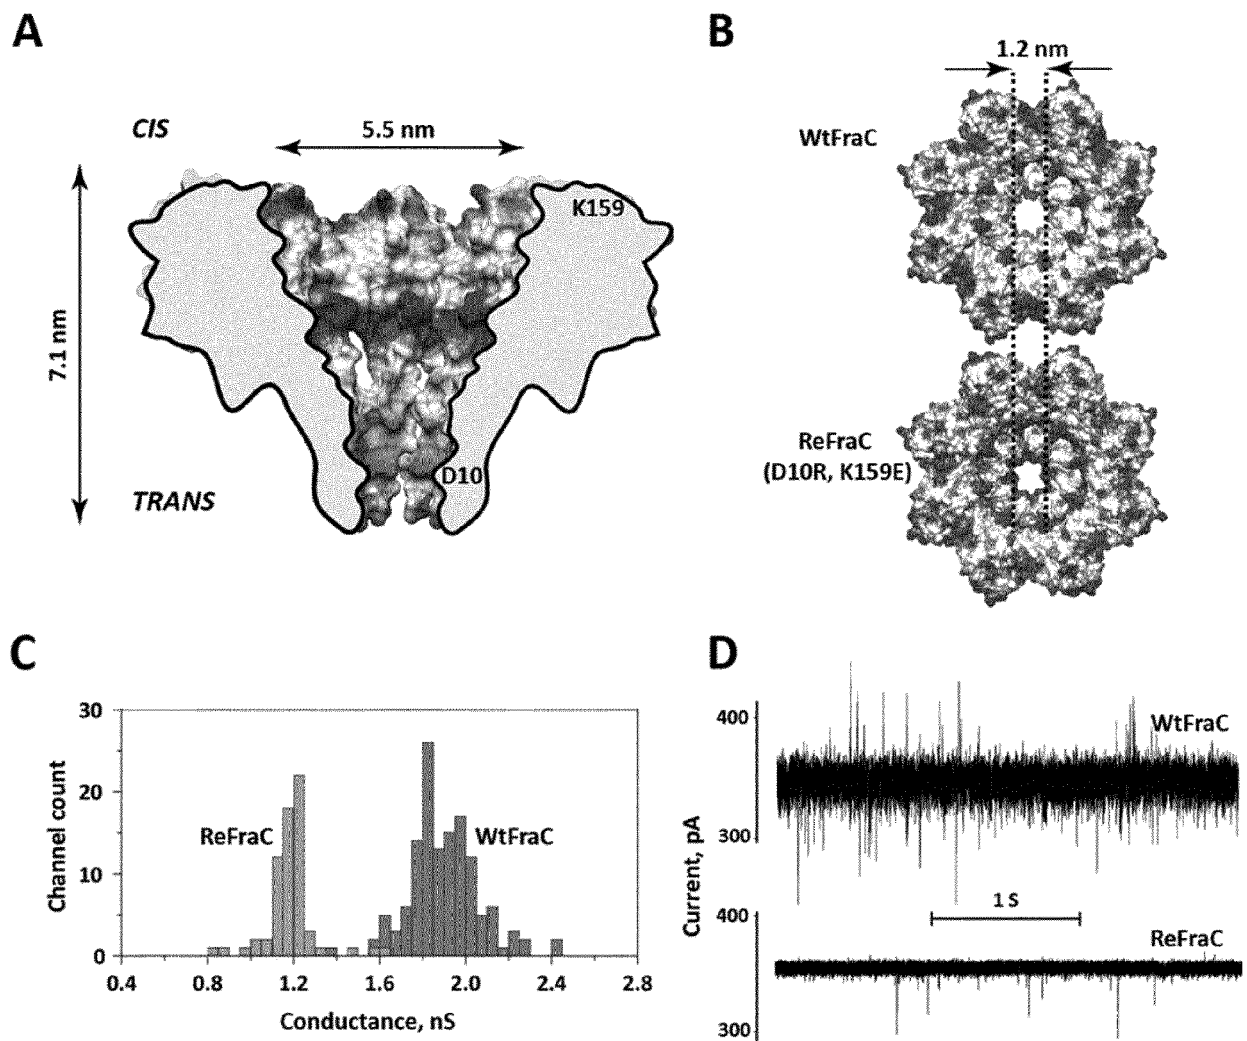 A
CIS
5.5 nm
K159
7.1 nm
D10
TRANS
B
1.2 nm
WtFraC
ReFraC
(D10R, K159E)
C
30
20
10
0
Channel count
ReFraC
WtFraC
0.4 0.8 1.2 1.6 2.0 2.4 2.8
Conductance, nS
D
400
WtFraC
300
Current, pA
1 S
400
ReFraC
300